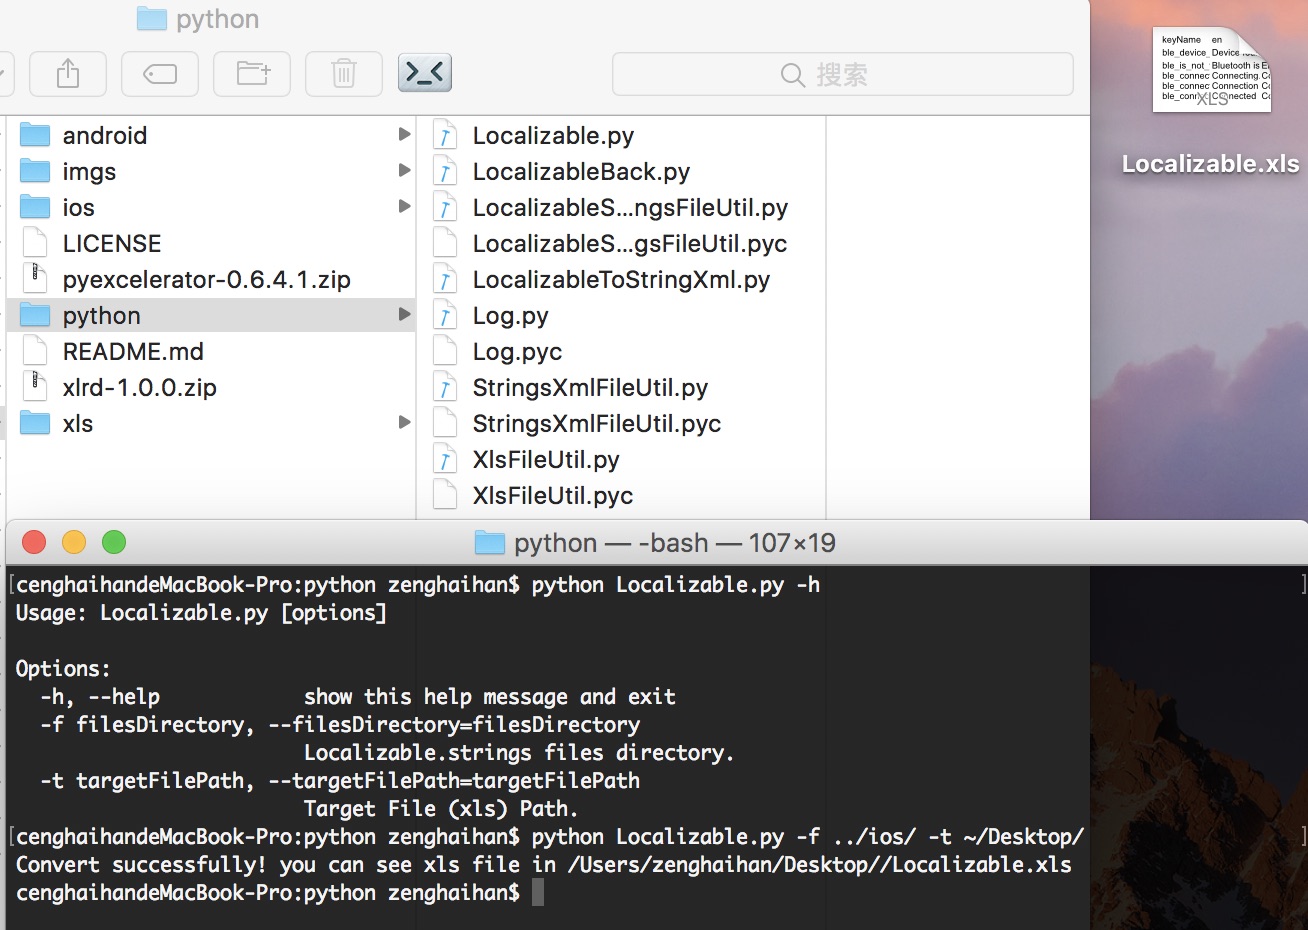 python
搜索
android
imgs
ios
LICENSE
pyexcelerator-0.6.4.1.zip
python
README.md
xlrd-1.0.0.zip
xls
Localizable.py
LocalizableBack.py
LocalizableS...ngsFileUtil.py
LocalizableS...gsFileUtil.pyc
LocalizableToStringXml.py
Log.py
Log.pyc
StringsXmlFileUtil.py
StringsXmlFileUtil.pyc
XlsFileUtil.py
XlsFileUtil.pyc
keyName en
ble_device_ Device
ble_is_not_ Bluetooth is
ble_connec Connecting.
ble_connec Connection
XLS
Localizable.xls
python — -bash — 107×19
cenghaihandeMacBook-Pro:python zenghaihan$ python Localizable.py -h
Usage: Localizable.py [options]
Options:
-h, --help show this help message and exit
-f filesDirectory, --filesDirectory=filesDirectory
Localizable.strings files directory.
-t targetFilePath, --targetFilePath=targetFilePath
Target File (xls) Path.
cenghaihandeMacBook-Pro:python zenghaihan$ python Localizable.py -f ../ios/ -t ~/Desktop/
Convert successfully! you can see xls file in /Users/zenghaihan/Desktop//Localizable.xls
cenghaihandeMacBook-Pro:python zenghaihan$